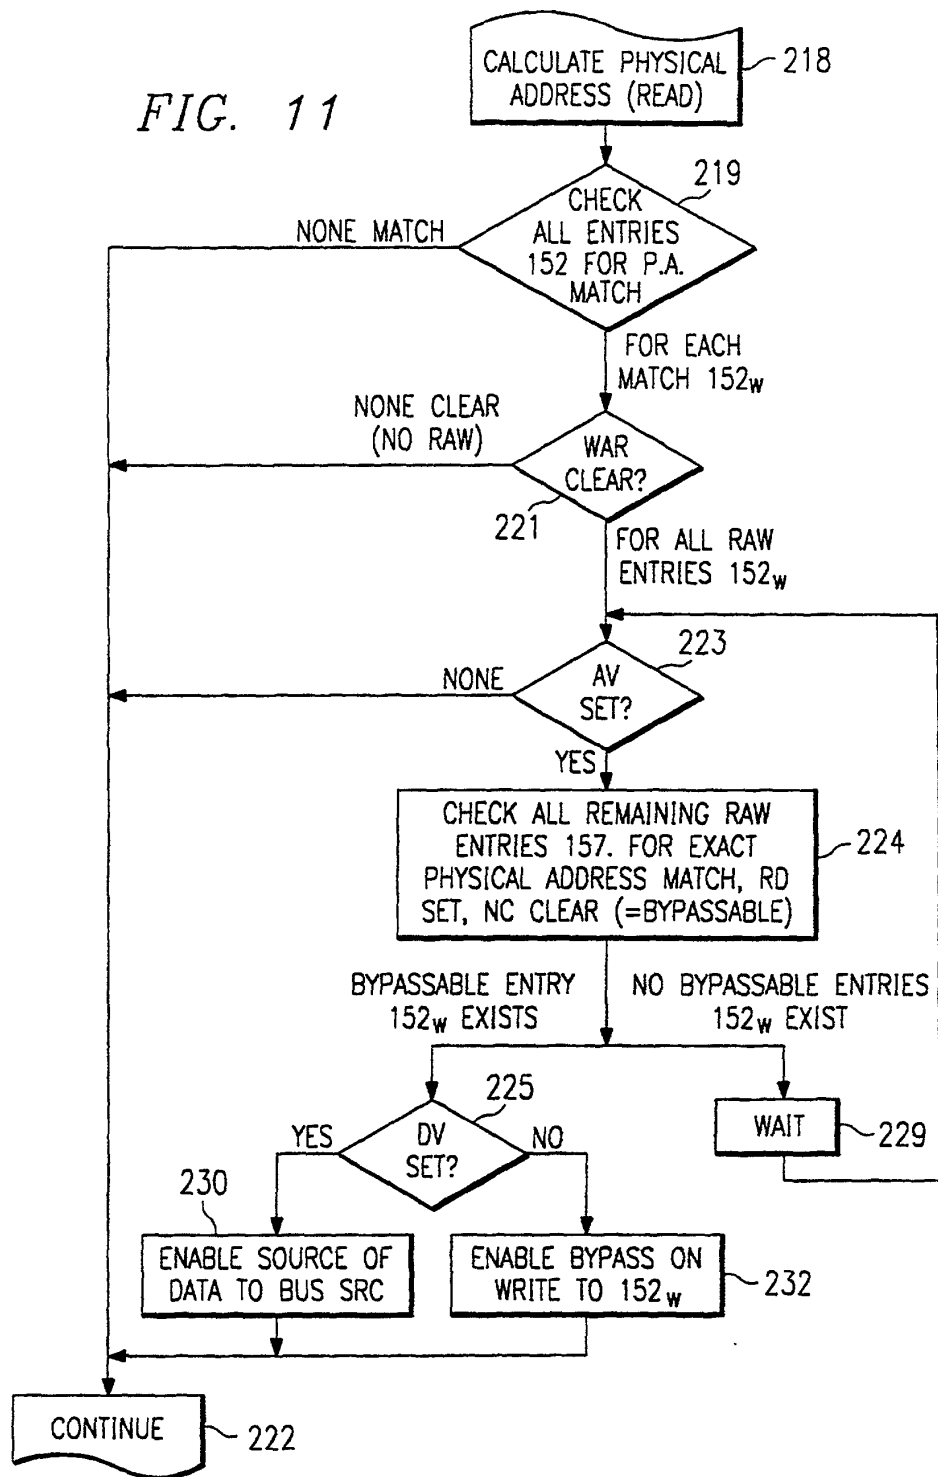 FIG. 11
CALCULATE PHYSICAL
ADDRESS (READ)
218
219
CHECK
ALL ENTRIES
152 FOR P.A.
MATCH
NONE MATCH
FOR EACH
MATCH 152w
NONE CLEAR
(NO RAW)
WAR
CLEAR?
221
FOR ALL RAW
ENTRIES 152w
223
NONE
AV
SET?
YES
CHECK ALL REMAINING RAW
ENTRIES 157. FOR EXACT
PHYSICAL ADDRESS MATCH, RD
SET, NC CLEAR (=BYPASSABLE)
224
BYPASSABLE ENTRY
152w EXISTS
NO BYPASSABLE ENTRIES
152w EXIST
225
YES
DV
SET?
NO
WAIT
229
230
ENABLE SOURCE OF
DATA TO BUS SRC
ENABLE BYPASS ON
WRITE TO 152w
232
CONTINUE
222